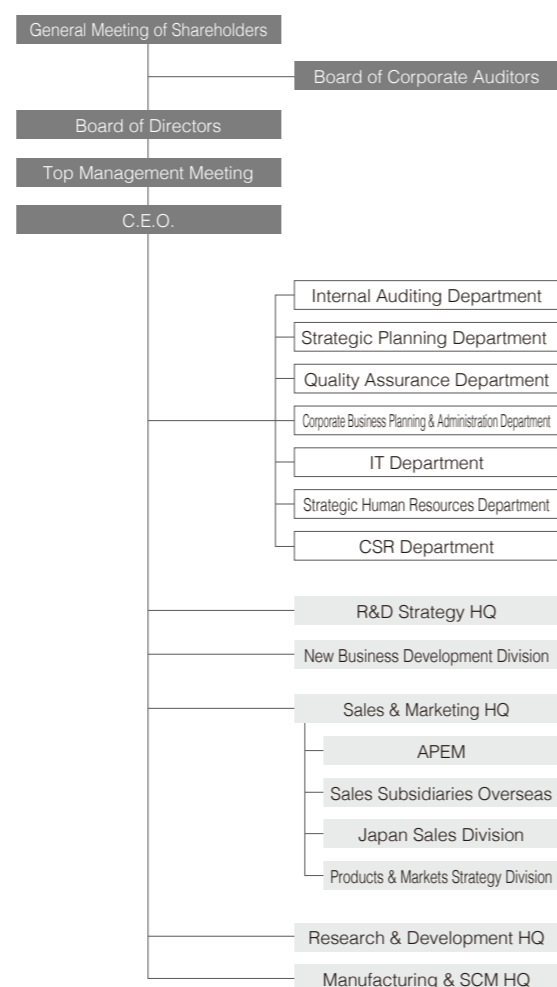 General Meeting of Shareholders
Board of Corporate Auditors
Board of Directors
Top Management Meeting
C.E.O.
Internal Auditing Department
Strategic Planning Department
Quality Assurance Department
Corporate Business Planning & Administration Department
IT Department
Strategic Human Resources Department
CSR Department
R&D Strategy HQ
New Business Development Division
Sales & Marketing HQ
APEM
Sales Subsidiaries Overseas
Japan Sales Division
Products & Markets Strategy Division
Research & Development HQ
Manufacturing & SCM HQ